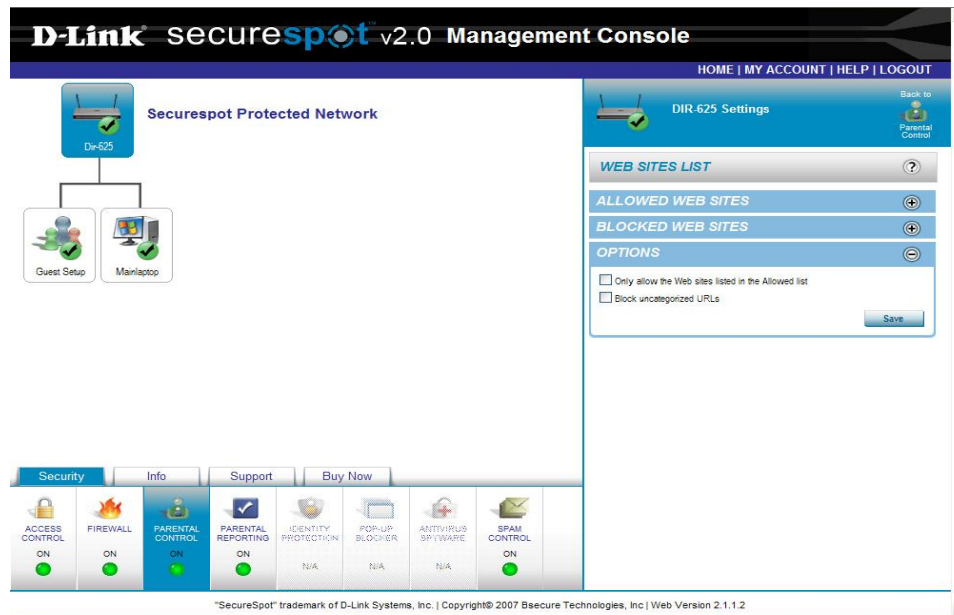 D-Link securespot™ v2.0 Management Console
HOME | MY ACCOUNT | HELP | LOGOUT
Dir-625
Securespot Protected Network
Guest Setup
Mainlaptop
DIR-625 Settings
Back to
Parental
Control
WEB SITES LIST
?
ALLOWED WEB SITES
BLOCKED WEB SITES
OPTIONS
Only allow the Web sites listed in the Allowed list
Block uncategorized URLs
Save
Security
Info
Support
Buy Now
ACCESS
CONTROL
ON
FIREWALL
ON
PARENTAL
CONTROL
ON
PARENTAL
REPORTING
ON
IDENTITY
PROTECTION
N/A
POP-UP
BLOCKER
N/A
ANTIVIRUS
SPYWARE
N/A
SPAM
CONTROL
ON
"SecureSpot" trademark of D-Link Systems, Inc. | Copyright© 2007 Bsecure Technologies, Inc | Web Version 2.1.1.2